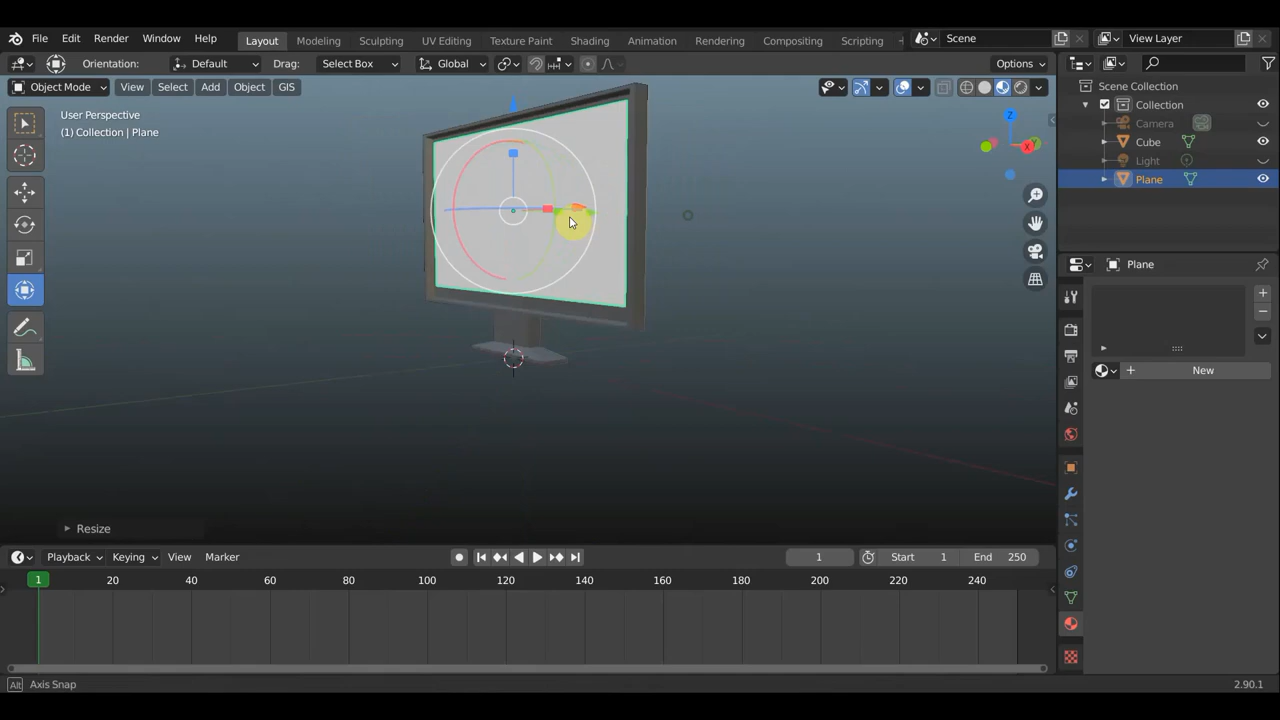 File Edit Render Window Help Layout Modeling Sculpting UV Editing Texture Paint Shading Animation Rendering Compositing Scripting Scene View Layer
Orientation: Default Drag: Select Box Global Options
Object Mode View Select Add Object GIS
User Perspective
(1) Collection | Plane
Z
Y
X
Scene Collection
Collection
Camera
Cube
Light
Plane
Plane
New
Resize
Playback Keying View Marker 1 Start 1 End 250
1 20 40 60 80 100 120 140 160 180 200 220 240
Alt Axis Snap 2.90.1